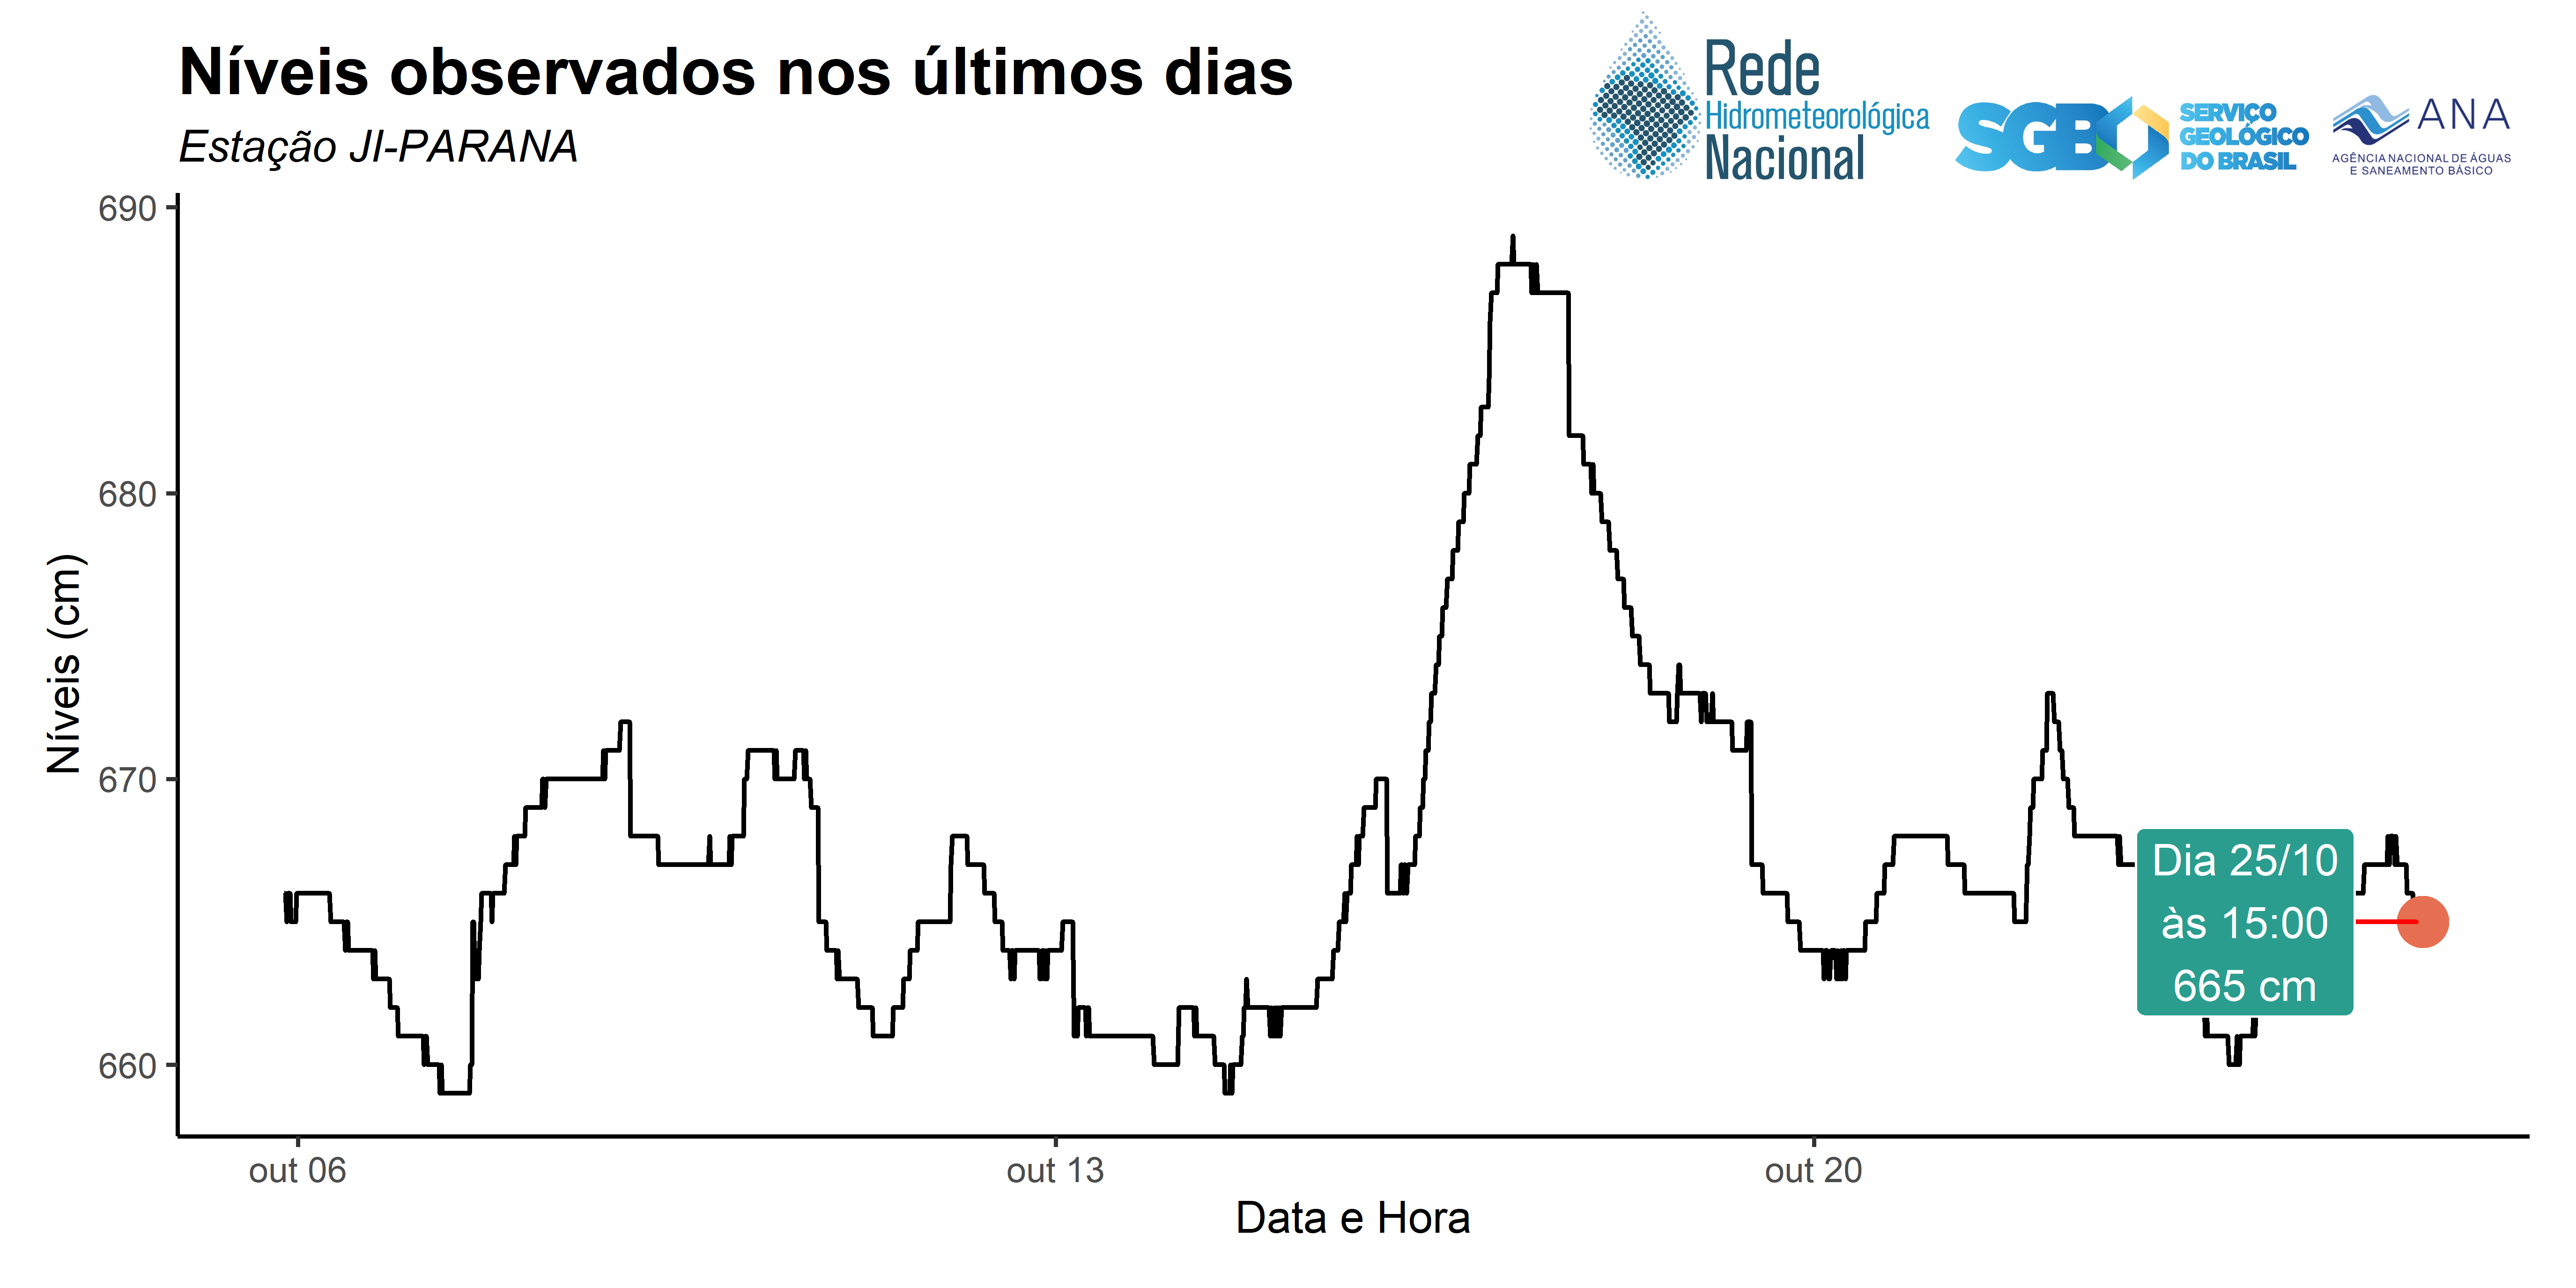 Níveis observados nos últimos dias
Estação JI-PARANA
Rede
Hidrometeorológica
Nacional
SGB
SERVIÇO
GEOLÓGICO
DO BRASIL
ANA
AGÊNCIA NACIONAL DE ÁGUAS
E SANEAMENTO BÁSICO
690
680
670
660
Níveis (cm)
Dia 25/10
às 15:00
665 cm
out 06
out 13
out 20
Data e Hora